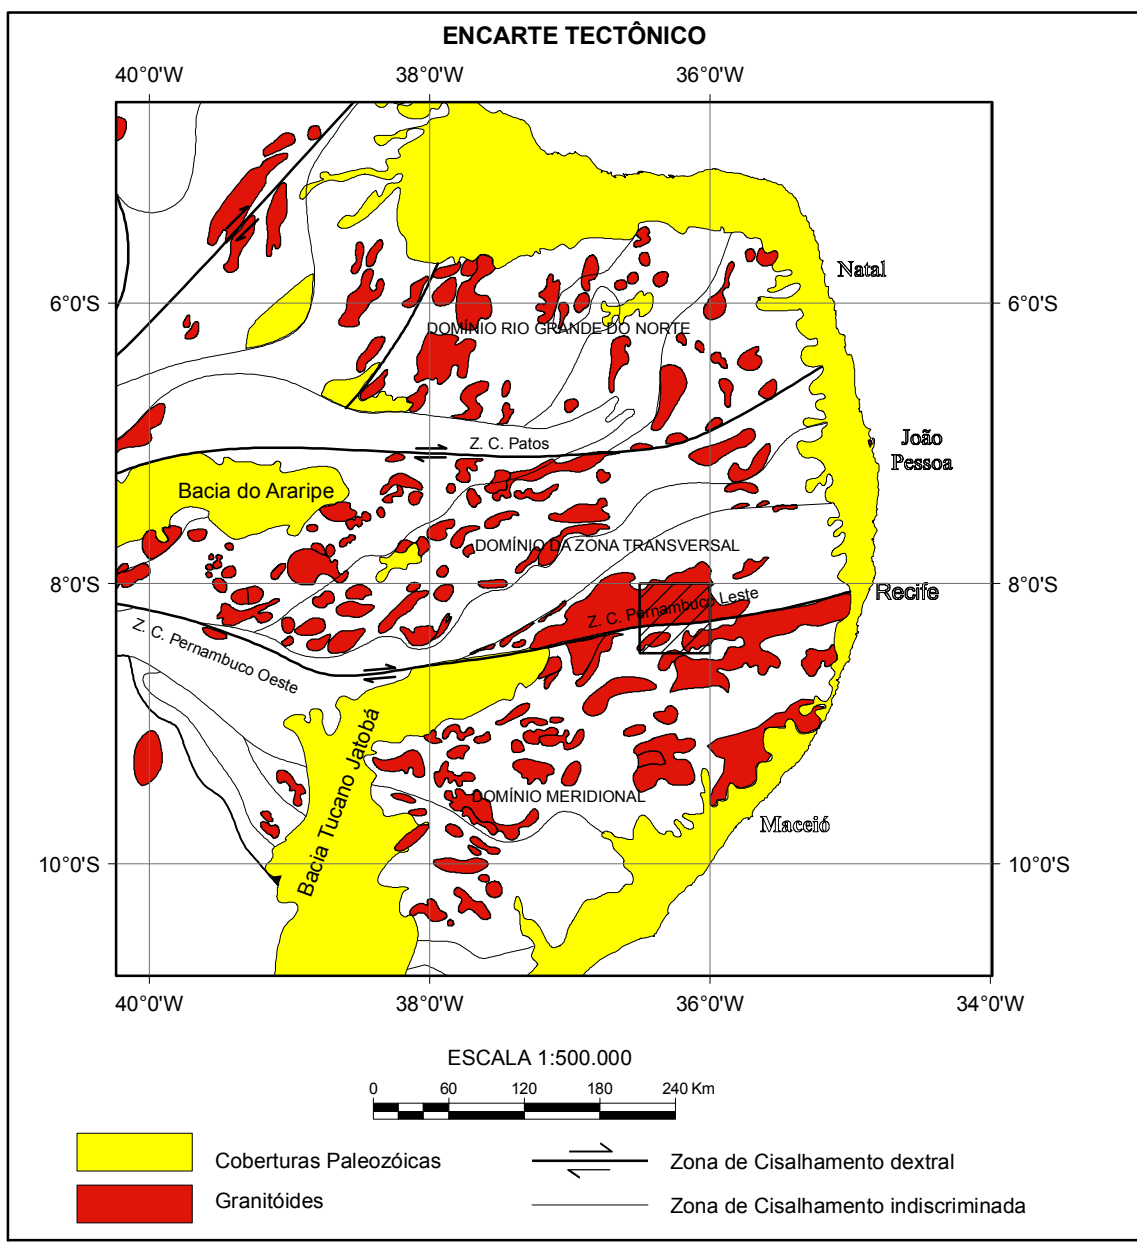 ENCARTE TECTÔNICO
40°0'W 38°0'W 36°0'W
Natal
6°0'S 6°0'S
DOMÍNIO RIO GRANDE DO NORTE
Z. C. Patos
João
Pessoa
Bacia do Araripe
DOMÍNIO DA ZONA TRANSVERSAL
8°0'S 8°0'S
Recife
Z. C. Pernambuco Leste
Z. C. Pernambuco Oeste
Bacia Tucano Jatobá
DOMÍNIO MERIDIONAL
Maceió
10°0'S 10°0'S
40°0'W 38°0'W 36°0'W 34°0'W
ESCALA 1:500.000
0 60 120 180 240 Km
Coberturas Paleozóicas
Zona de Cisalhamento dextral
Granitóides
Zona de Cisalhamento indiscriminada